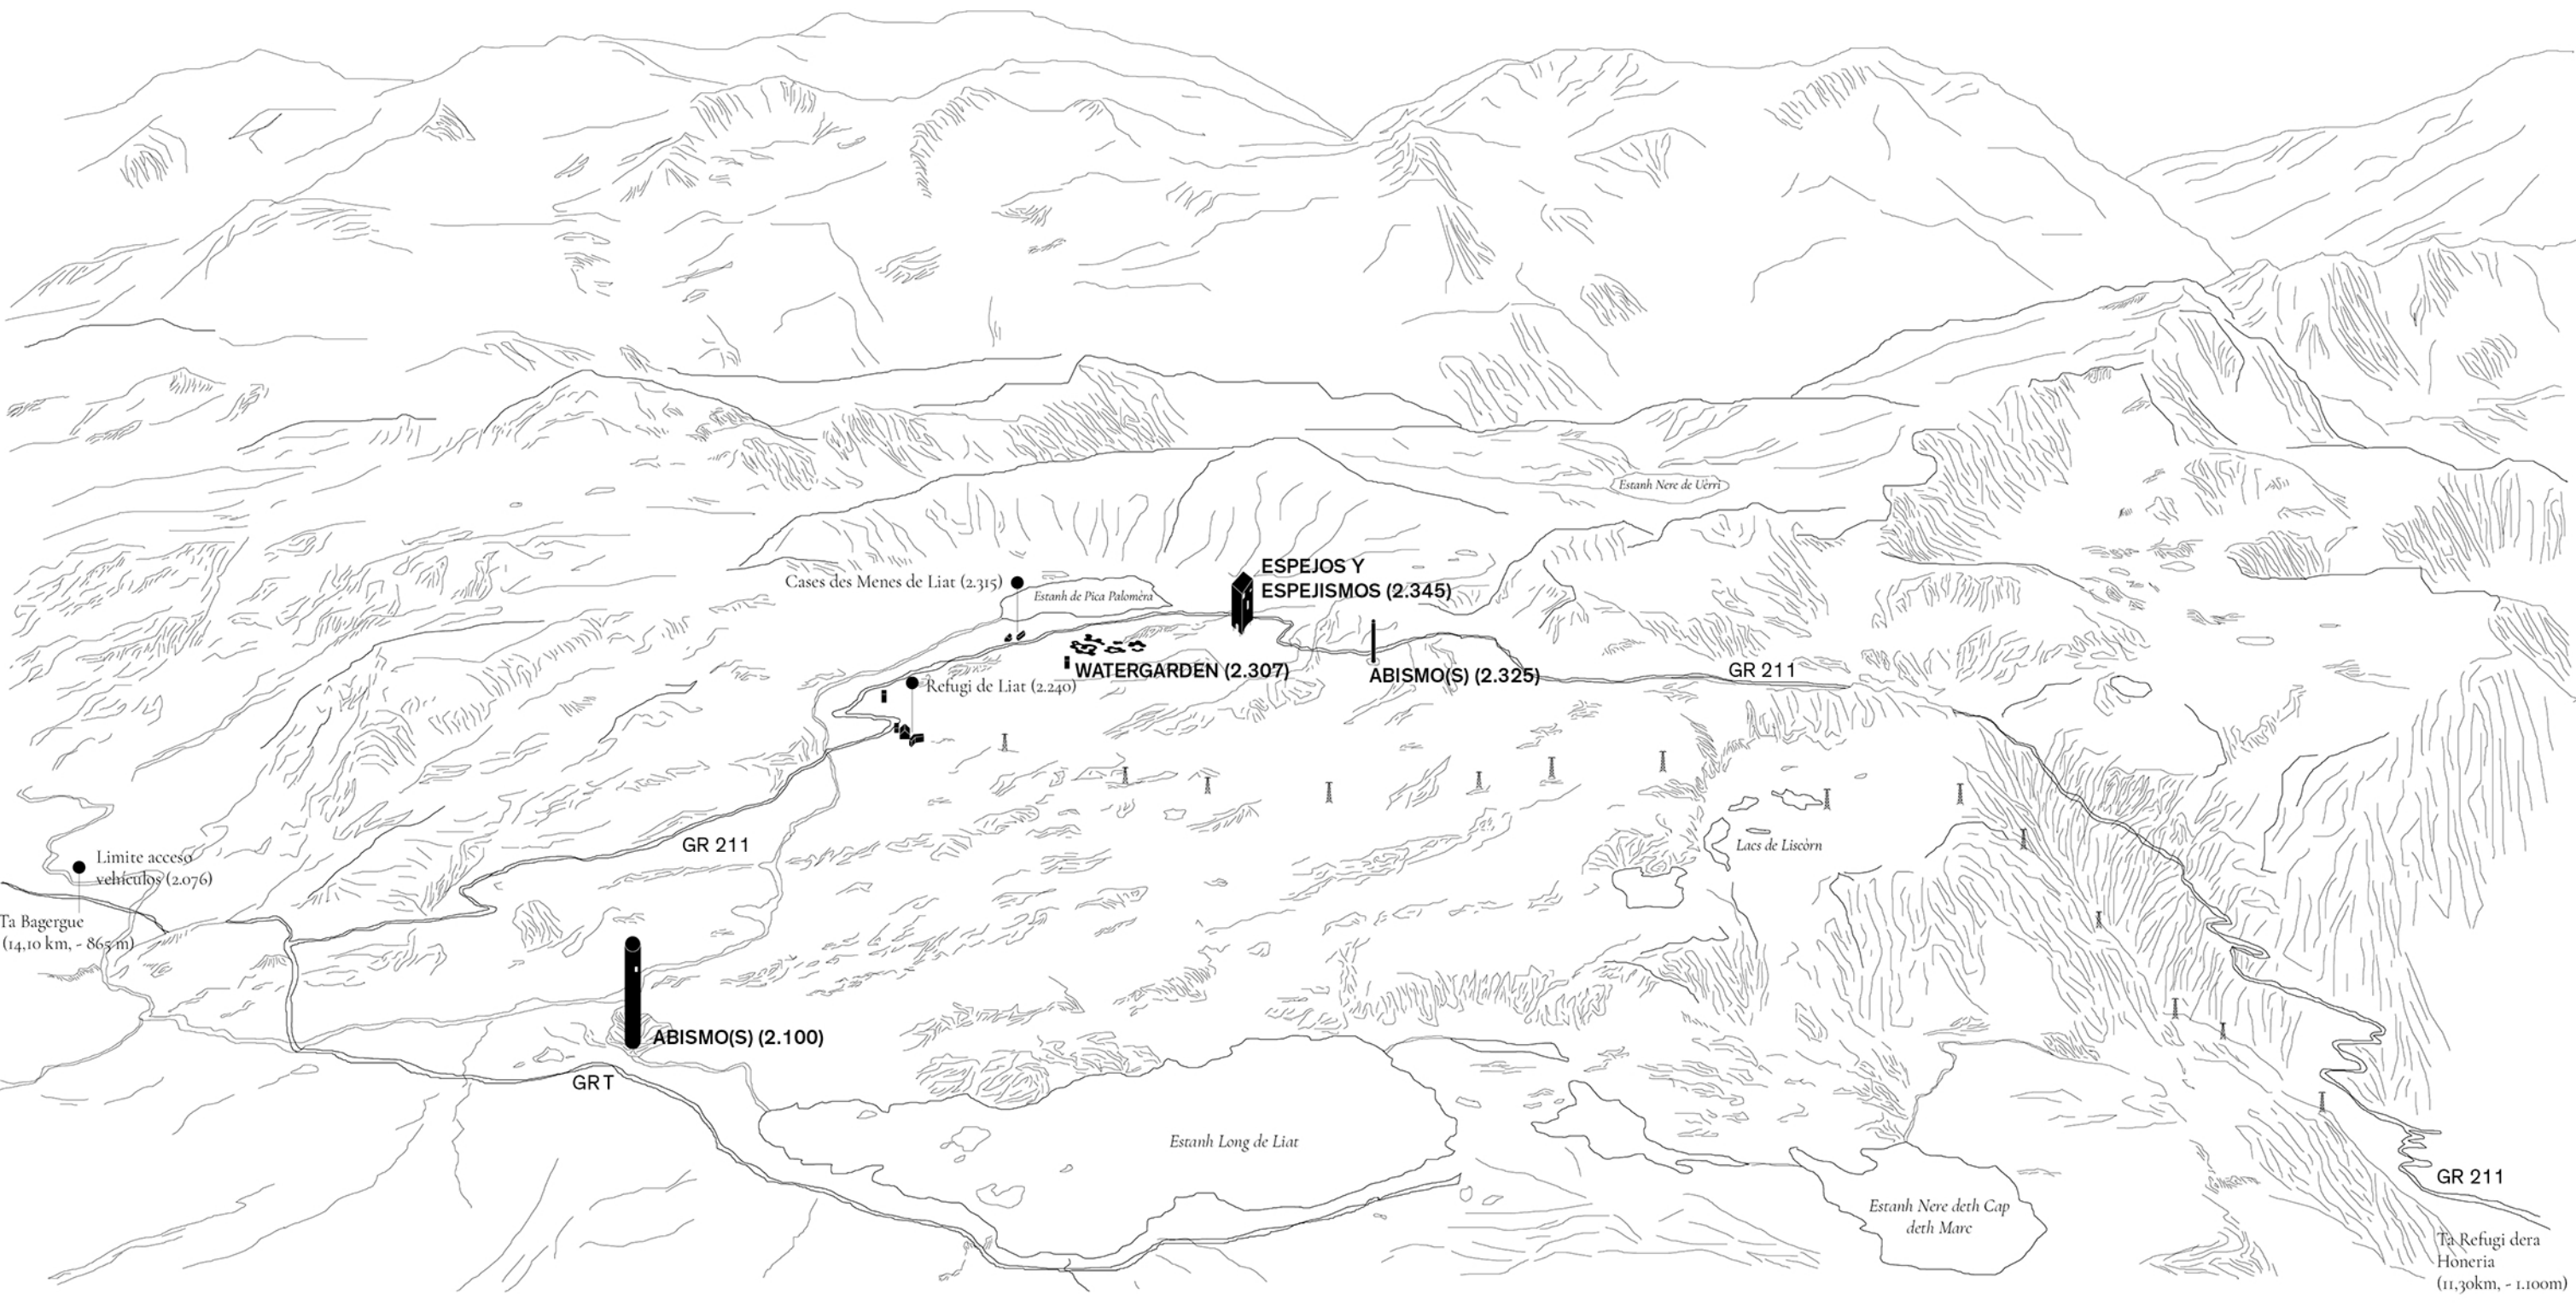 Estanh Nere de Uèrri
ESPEJOS Y
ESPEJISMOS (2.345)
Cases des Menes de Liat (2.315)
Estanh de Pica Palomèra
WATERGARDEN (2.307)
ABISMO(S) (2.325)
GR 211
Refugi de Liat (2.240)
GR 211
Lacs de Liscòrn
Limite acceso
vehículos (2.076)
Ta Bagergue
(14,10 km, - 865 m)
ABISMO(S) (2.100)
GR T
Estanh Long de Liat
Estanh Nere deth Cap
deth Marc
GR 211
Ta Refugi dera
Honeria
(11,30km, - 1.100m)